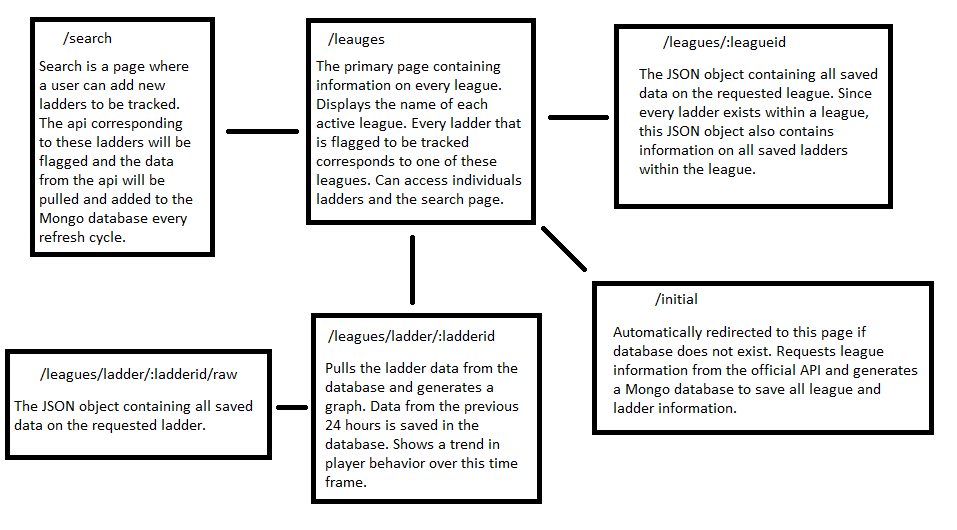 /search
Search is a page where
a user can add new
ladders to be tracked.
The api corresponding
to these ladders will be
flagged and the data
from the api will be
pulled and added to the
Mongo database every
refresh cycle.
/leauges
The primary page containing
information on every league.
Displays the name of each
active league. Every ladder that
is flagged to be tracked
corresponds to one of these
leagues. Can access individuals
ladders and the search page.
/leagues/:leagueid
The JSON object containing all saved
data on the requested league. Since
every ladder exists within a league,
this JSON object also contains
information on all saved ladders
within the league.
/initial
Automatically redirected to this page if
database does not exist. Requests league
information from the official API and generates
a Mongo database to save all league and
ladder information.
/leagues/ladder/:ladderid
Pulls the ladder data from the
database and generates a
graph. Data from the previous
24 hours is saved in the
database. Shows a trend in
player behavior over this time
frame.
/leagues/ladder/:ladderid/raw
The JSON object containing all saved
data on the requested ladder.